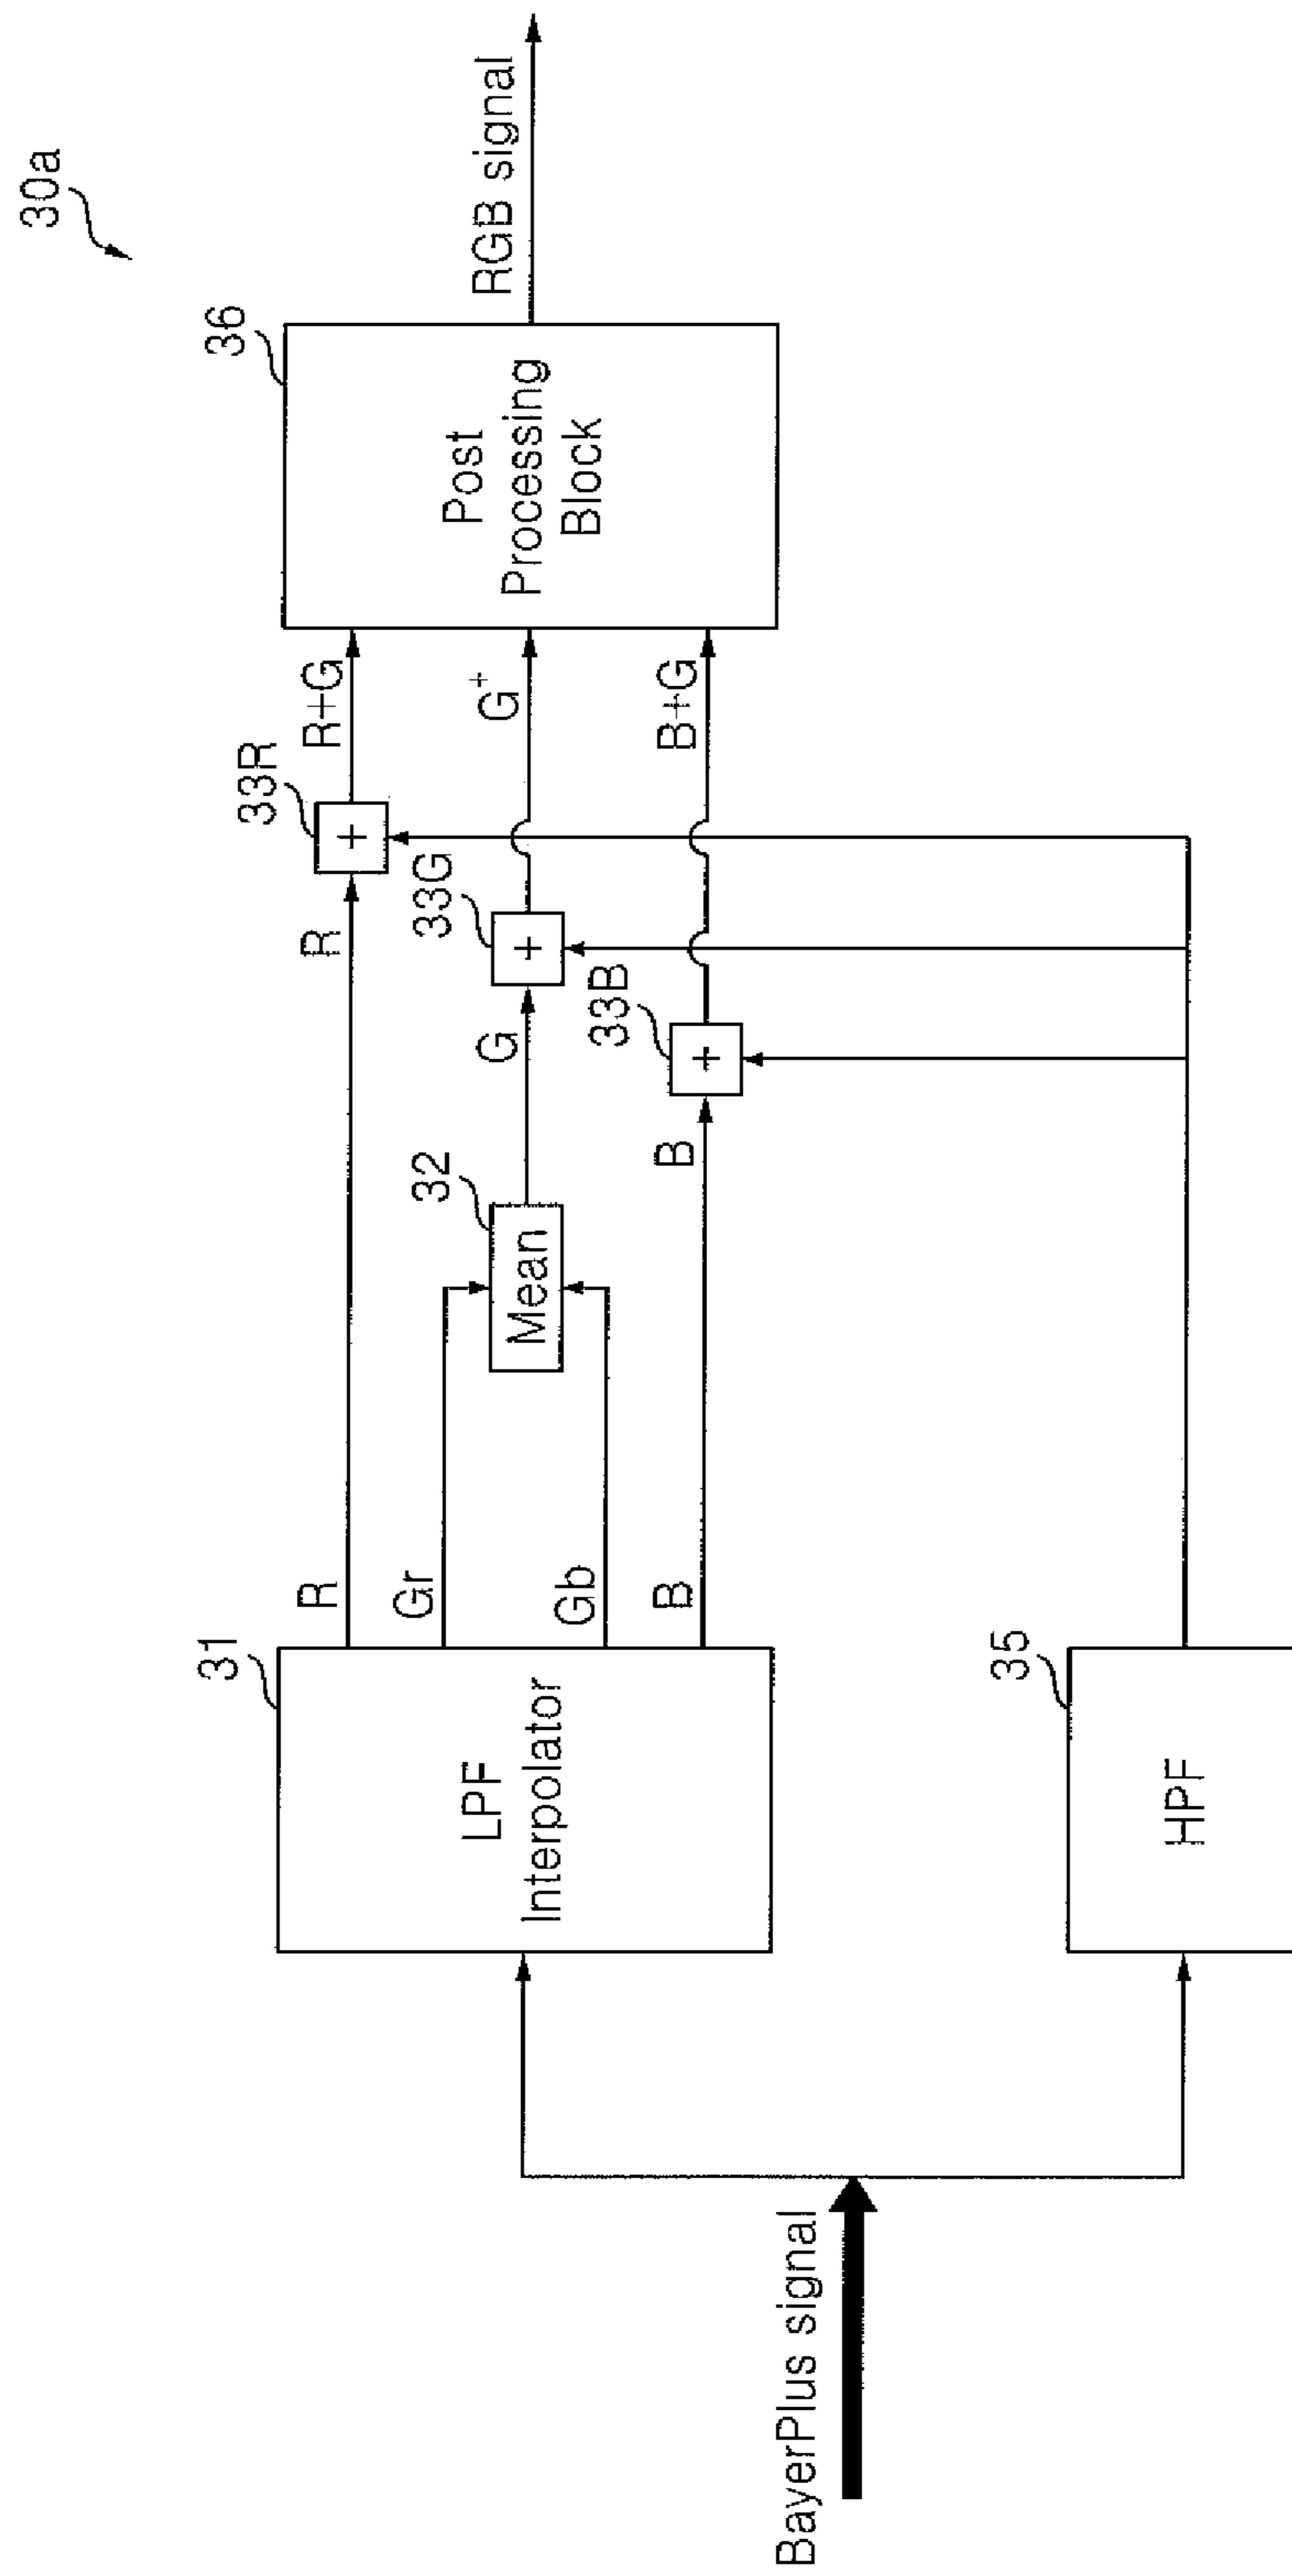 30a
BayerPlus signal
31
LPF
Interpolator
R
Gr
Gb
B
32
Mean
R
G
B
33R
+
33G
+
33B
+
R+G
G+
B+G
36
Post
Processing
Block
RGB signal
35
HPF